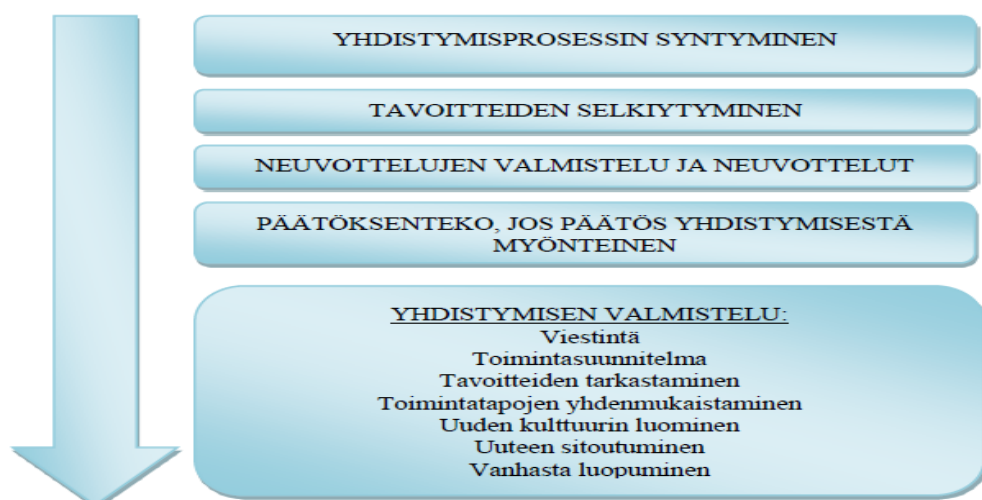 YHDISTYMISPROSESSIN SYNTYMINEN
TAVOITTEIDEN SELKIYTYMINEN
NEUVOTTELUJEN VALMISTELU JA NEUVOTTELUT
PÄÄTÖKSENTEKO, JOS PÄÄTÖS YHDISTYMISESTÄ
MYÖNTEINEN
YHDISTYMISEN VALMISTELU:
Viestintä
Toimintasuunnitelma
Tavoitteiden tarkastaminen
Toimintatapojen yhdenmukaistaminen
Uuden kulttuurin luominen
Uuteen sitoutuminen
Vanhasta luopuminen